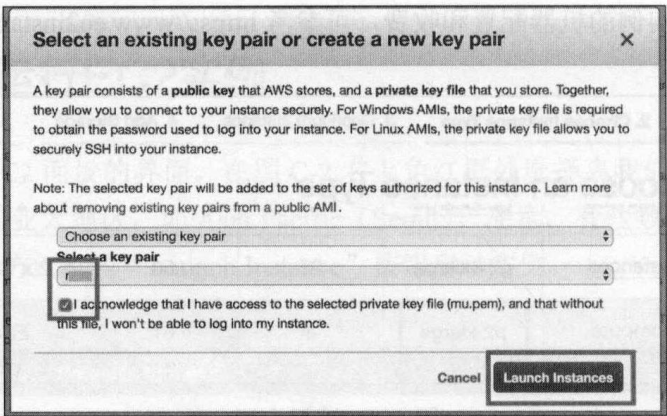 Select an existing key pair or create a new key pair
×
A key pair consists of a public key that AWS stores, and a private key file that you store. Together,
they allow you to connect to your instance securely. For Windows AMIs, the private key file is required
to obtain the password used to log into your instance. For Linux AMIs, the private key file allows you to
securely SSH into your instance.
Note: The selected key pair will be added to the set of keys authorized for this instance. Learn more
about removing existing key pairs from a public AMI.
Choose an existing key pair
Select a key pair
I acknowledge that I have access to the selected private key file (mu.pem), and that without
this file, I won't be able to log into my instance.
Cancel Launch Instances